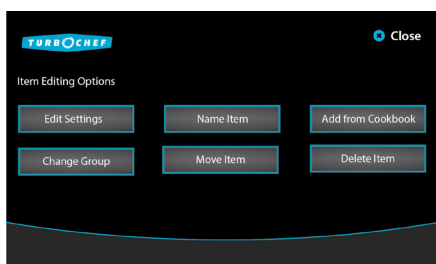 TURBOCHEF
Close
Item Editing Options
Edit Settings
Name Item
Add from Cookbook
Change Group
Move Item
Delete Item